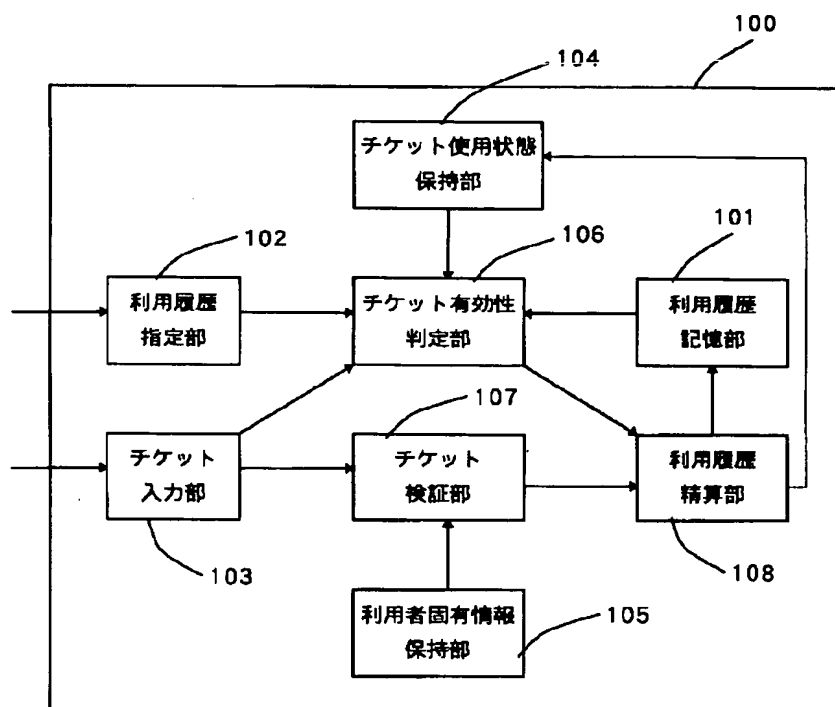 100
104
チケット使用状態
保持部
102
106
101
利用履歴
指定部
チケット有効性
判定部
利用履歴
記憶部
107
チケット
入力部
チケット
検証部
利用履歴
精算部
103
108
利用者固有情報
保持部
105